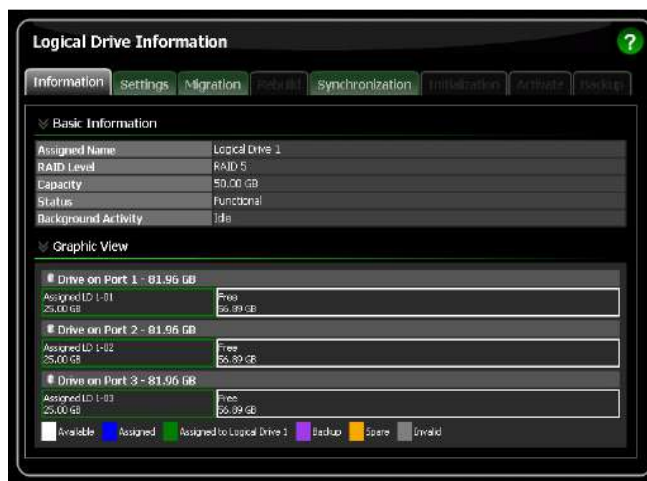 Logical Drive Information
?
Information Settings Migration Rebuild Synchronization Initialization Activate Backup
Basic Information
Assigned Name Logical Drive 1
RAID Level RAID 5
Capacity 50.00 GB
Status Functional
Background Activity Idle
Graphic View
Drive on Port 1 - 81.96 GB
Assigned LD 1-01 Free
25.00 GB 56.89 GB
Drive on Port 2 - 81.96 GB
Assigned LD 1-02 Free
25.00 GB 56.89 GB
Drive on Port 3 - 81.96 GB
Assigned LD 1-03 Free
25.00 GB 56.89 GB
Available Assigned Assigned to Logical Drive 1 Backup Spare Invalid